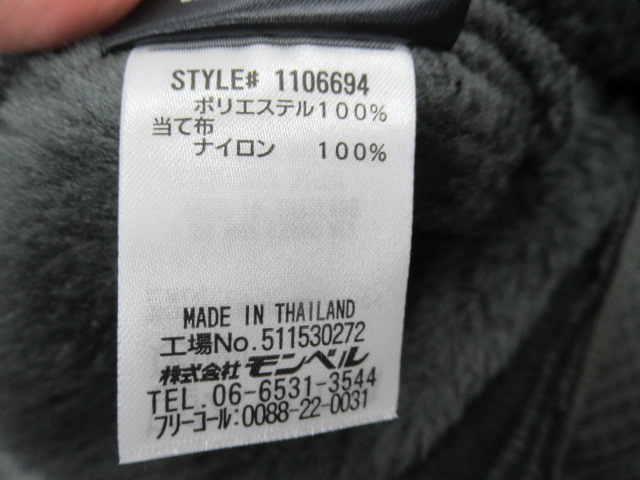 STYLE# 1106694
ポリエステル100%
当て布
ナイロン 100%
MADE IN THAILAND
工場No.511530272
株式会社モンベル
TEL. 06-6531-3544
フリーコール:0088-22-0031